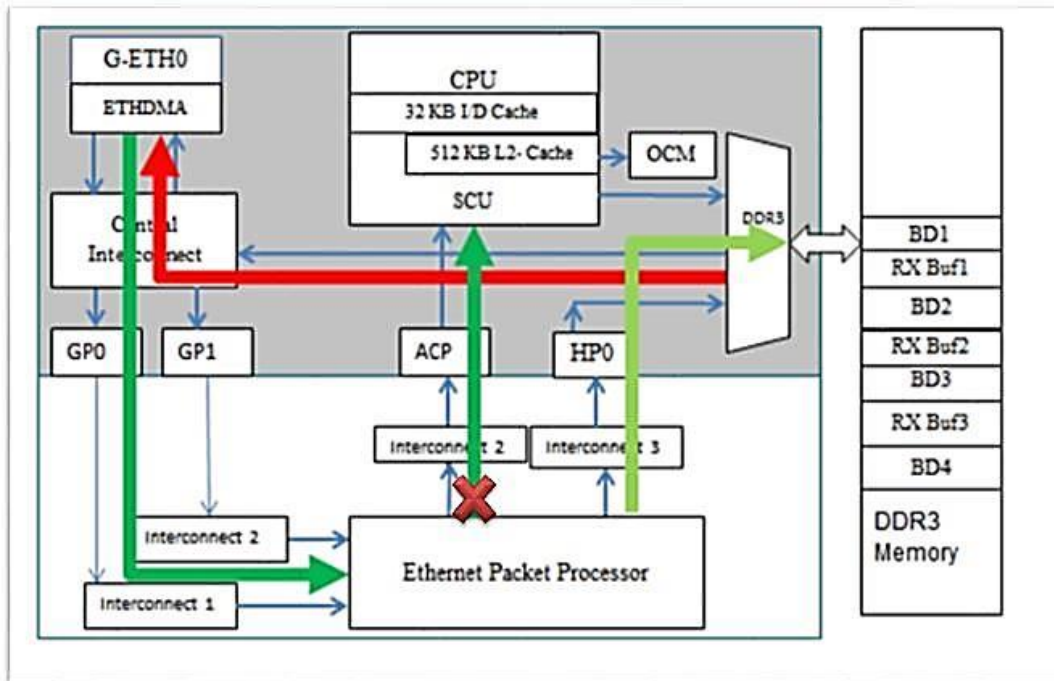 G-ETH0
ETHDMA
CPU
32 KB I/D Cache
512 KB L2- Cache
SCU
OCM
DDR3
Central
Interconnect
GP0
GP1
ACP
HP0
Interconnect 2
Interconnect 3
Interconnect 2
Interconnect 1
Ethernet Packet Processor
BD1
RX Buf1
BD2
RX Buf2
BD3
RX Buf3
BD4
DDR3
Memory